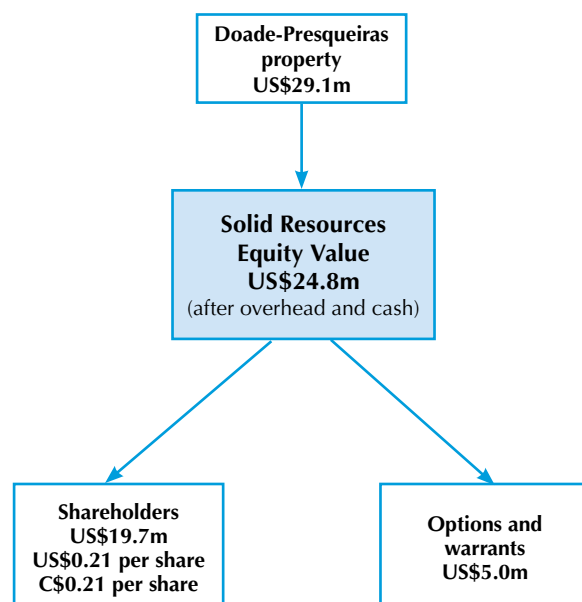 Doade-Presqueiras
property
US$29.1m
Solid Resources
Equity Value
US$24.8m
(after overhead and cash)
Shareholders
US$19.7m
US$0.21 per share
C$0.21 per share
Options and
warrants
US$5.0m